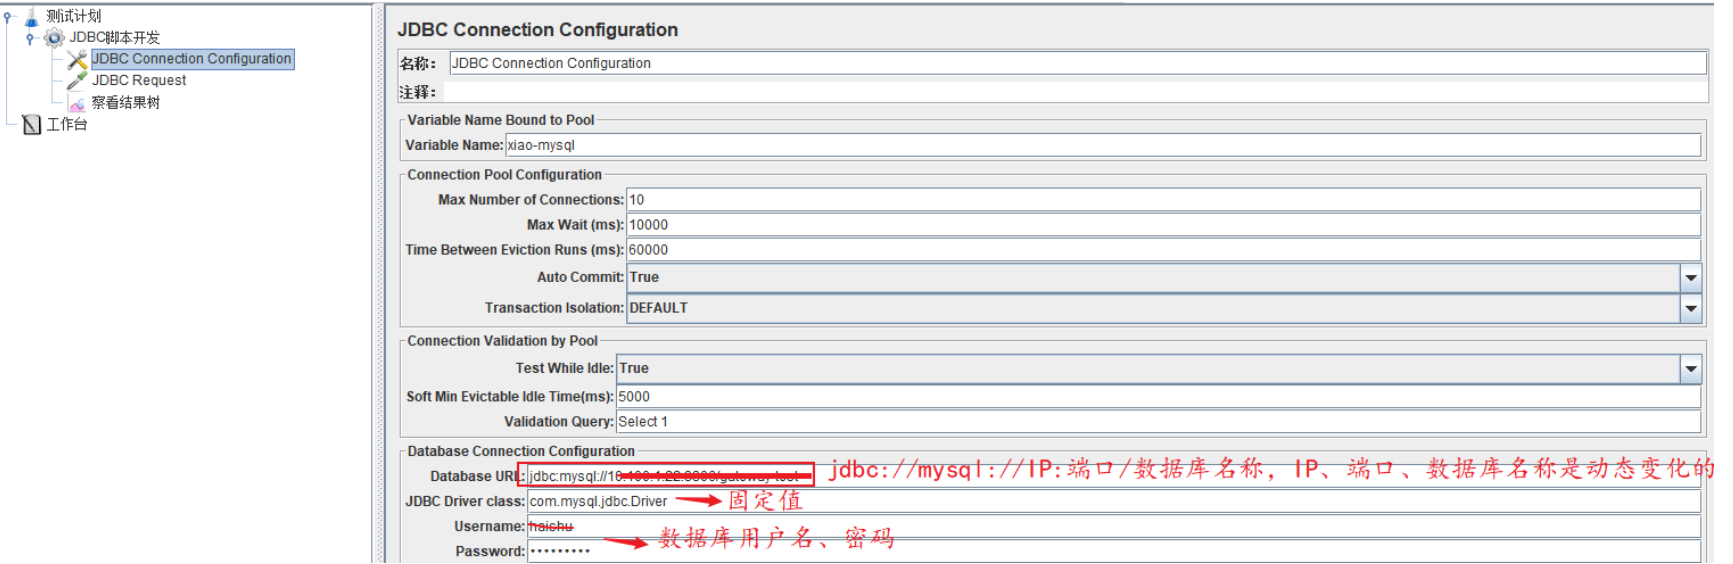 测试计划
JDBC脚本开发
JDBC Connection Configuration
JDBC Request
察看结果树
工作台
JDBC Connection Configuration
名称： JDBC Connection Configuration
注释：
Variable Name Bound to Pool
Variable Name: xiao-mysql
Connection Pool Configuration
Max Number of Connections: 10
Max Wait (ms): 10000
Time Between Eviction Runs (ms): 60000
Auto Commit: True
Transaction Isolation: DEFAULT
Connection Validation by Pool
Test While Idle: True
Soft Min Evictable Idle Time(ms): 5000
Validation Query: Select 1
Database Connection Configuration
Database URL: jdbc:mysql:// jdbc://mysql://IP:端口/数据库名称，IP、端口、数据库名称是动态变化的
JDBC Driver class: com.mysql.jdbc.Driver 固定值
Username:
数据库用户名、密码
Password: •••••••••